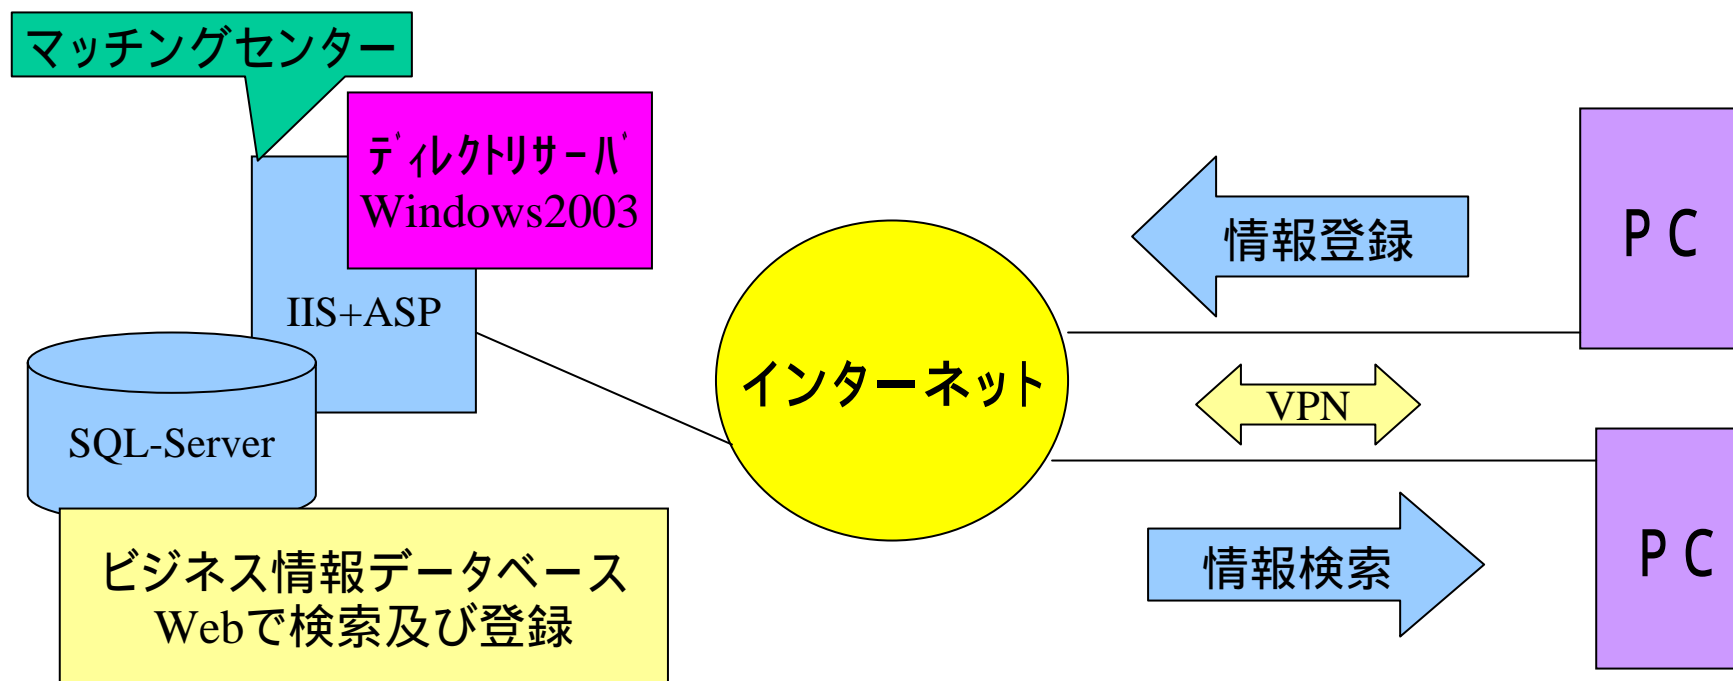 マッチングセンター
ﾃﾞｨﾚｸﾄﾘサーバ
Windows2003
IIS+ASP
SQL-Server
ビジネス情報データベース
Webで検索及び登録
インターネット
情報登録
ＰＣ
VPN
情報検索
ＰＣ